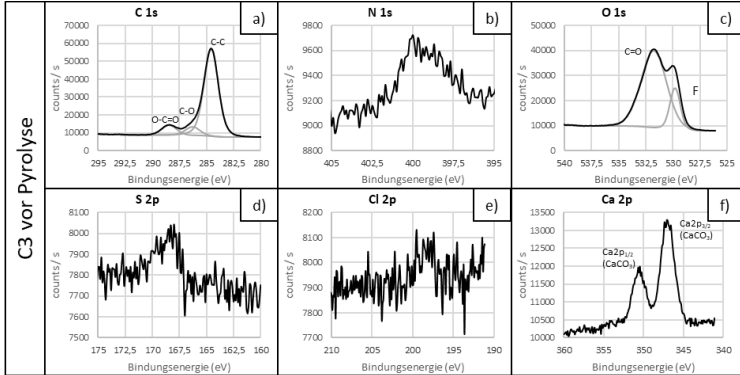 C3 vor Pyrolyse
C 1s
a)
counts/ s
70000
60000
50000
40000
30000
20000
10000
0
C-C
C-O
O-C=O
295 292,5 290 287,5 285 282,5 280
Bindungsenergie (eV)
N 1s
b)
counts/ s
9800
9600
9400
9200
9000
8800
405 402,5 400 397,5 395
Bindungsenergie (eV)
O 1s
c)
counts/ s
50000
40000
30000
20000
10000
0
C=O
F
540 537,5 535 532,5 530 527,5 525
Bindungsenergie (eV)
S 2p
d)
counts/ s
8100
8000
7900
7800
7700
7600
7500
175 172,5 170 167,5 165 162,5 160
Bindungsenergie (eV)
Cl 2p
e)
counts/ s
8200
8100
8000
7900
7800
7700
210 205 200 195 190
Bindungsenergie (eV)
Ca 2p
f)
counts/ s
13500
13000
12500
12000
11500
11000
10500
10000
Ca2p₁/₂
(CaCO₃)
Ca2p₃/₂
(CaCO₃)
360 350 340
Bindungsenergie (eV)